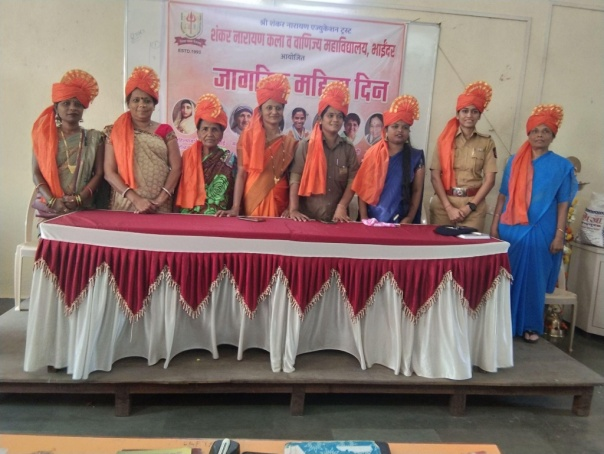 श्री शंकर नारायण एज्युकेशन ट्रस्ट
शंकर नारायण कला व वाणिज्य महाविद्यालय, भाईंदर
आयोजित
जागतिक महिला दिन